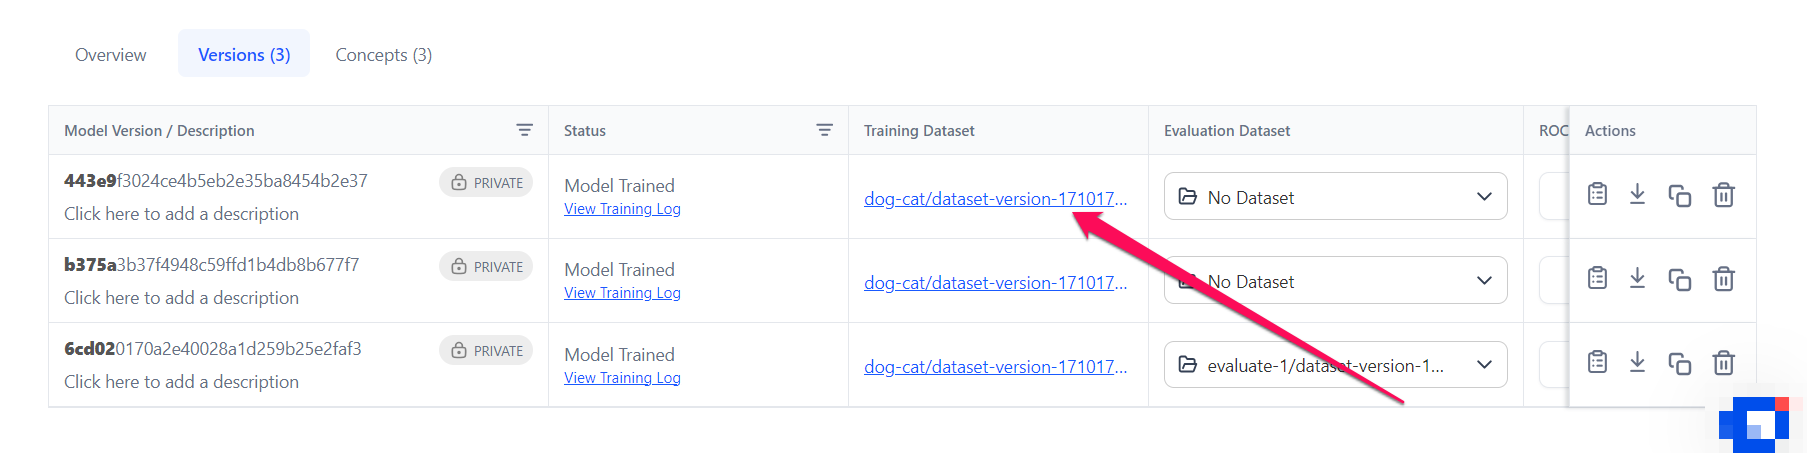 Overview Versions (3) Concepts (3)
Model Version / Description Status Training Dataset Evaluation Dataset ROC Actions
443e9f3024ce4b5eb2e35ba8454b2e37 PRIVATE
Click here to add a description
Model Trained
View Training Log
dog-cat/dataset-version-171017...
No Dataset
b375a3b37f4948c59ffd1b4db8b677f7 PRIVATE
Click here to add a description
Model Trained
View Training Log
dog-cat/dataset-version-171017...
No Dataset
6cd020170a2e40028a1d259b25e2faf3 PRIVATE
Click here to add a description
Model Trained
View Training Log
dog-cat/dataset-version-171017...
evaluate-1/dataset-version-1...